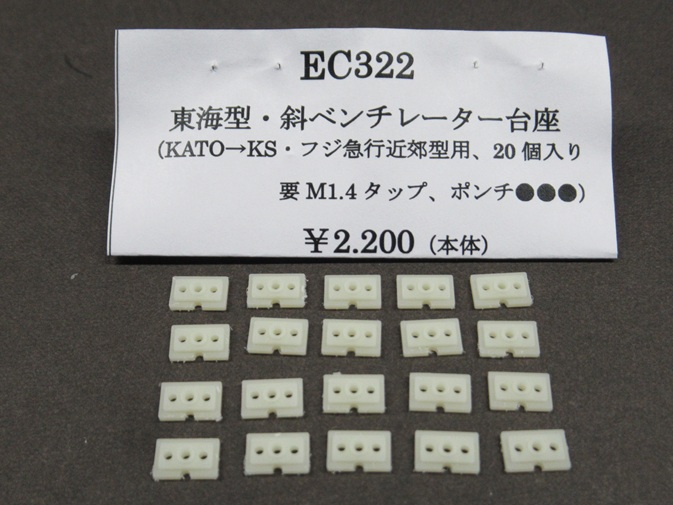 EC322
東海型・斜ベンチレーター台座
(KATO→KS・フジ急行近郊型用、20個入り
要M1.4タップ、ポンチ●●●)
￥2.200（本体）